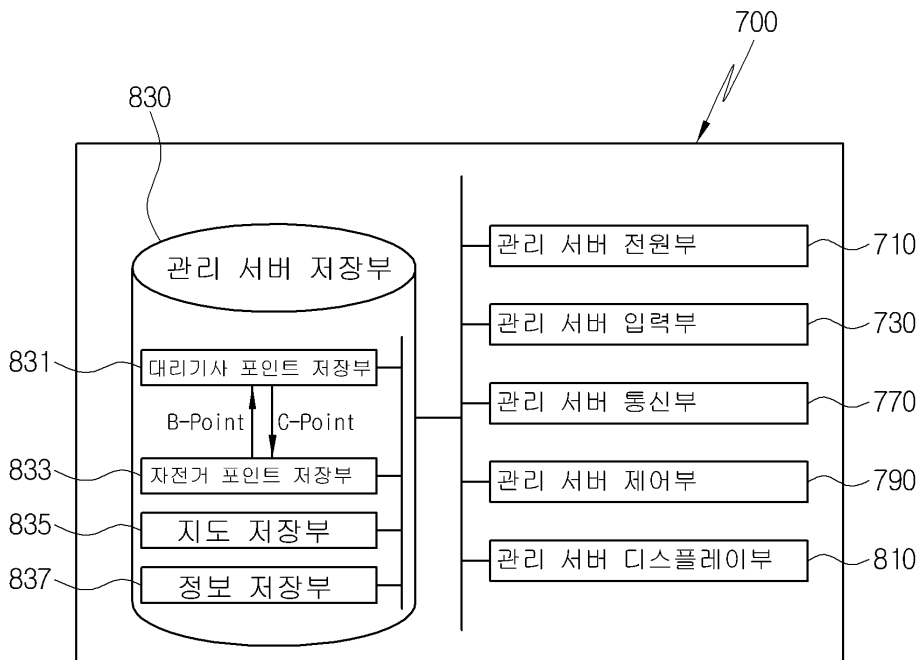 700
830
관리 서버 저장부
관리 서버 전원부
710
관리 서버 입력부
730
831
대리기사 포인트 저장부
관리 서버 통신부
770
B-Point
C-Point
833
자전거 포인트 저장부
관리 서버 제어부
790
835
지도 저장부
관리 서버 디스플레이부
810
837
정보 저장부